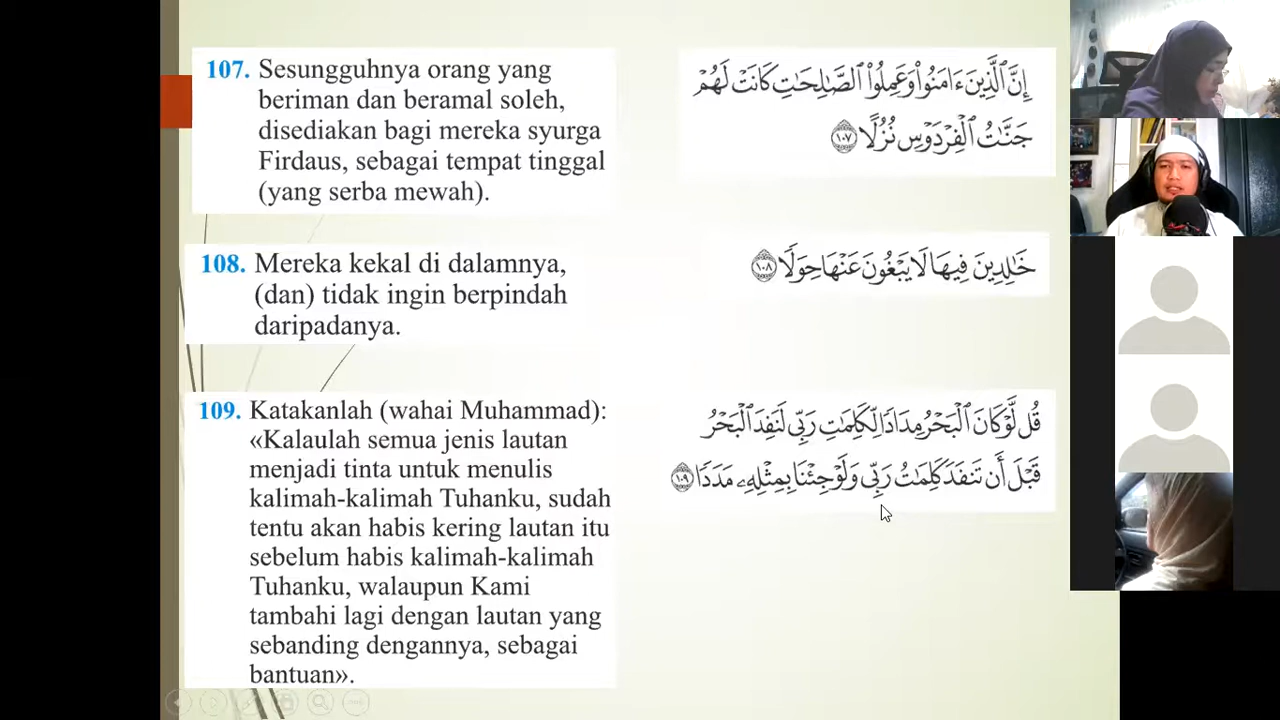 107. Sesungguhnya orang yang
beriman dan beramal soleh,
disediakan bagi mereka syurga
Firdaus, sebagai tempat tinggal
(yang serba mewah).
إِنَّ ٱلَّذِينَ ءَامَنُوا۟ وَعَمِلُوا۟ ٱلصَّـٰلِحَـٰتِ كَانَتْ لَهُمْ
جَنَّـٰتُ ٱلْفِرْدَوْسِ نُزُلًا ١٠٧
108. Mereka kekal di dalamnya,
(dan) tidak ingin berpindah
daripadanya.
خَـٰلِدِينَ فِيهَا لَا يَبْغُونَ عَنْهَا حِوَلًا ١٠٨
109. Katakanlah (wahai Muhammad):
«Kalaulah semua jenis lautan
menjadi tinta untuk menulis
kalimah-kalimah Tuhanku, sudah
tentu akan habis kering lautan itu
sebelum habis kalimah-kalimah
Tuhanku, walaupun Kami
tambahi lagi dengan lautan yang
sebanding dengannya, sebagai
bantuan».
قُل لَّوْ كَانَ ٱلْبَحْرُ مِدَادًا لِّكَلِمَـٰتِ رَبِّى لَنَفِدَ ٱلْبَحْرُ
قَبْلَ أَن تَنفَدَ كَلِمَـٰتُ رَبِّى وَلَوْ جِئْنَا بِمِثْلِهِۦ مَدَدًا ١٠٩